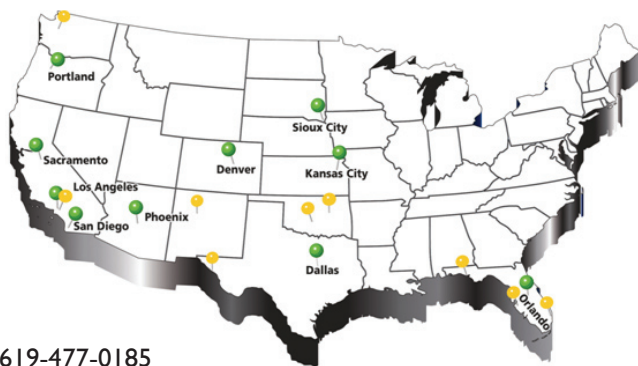 Portland
Sioux City
Sacramento
Denver
Kansas City
Los Angeles
San Diego
Phoenix
Dallas
Orlando
619-477-0185